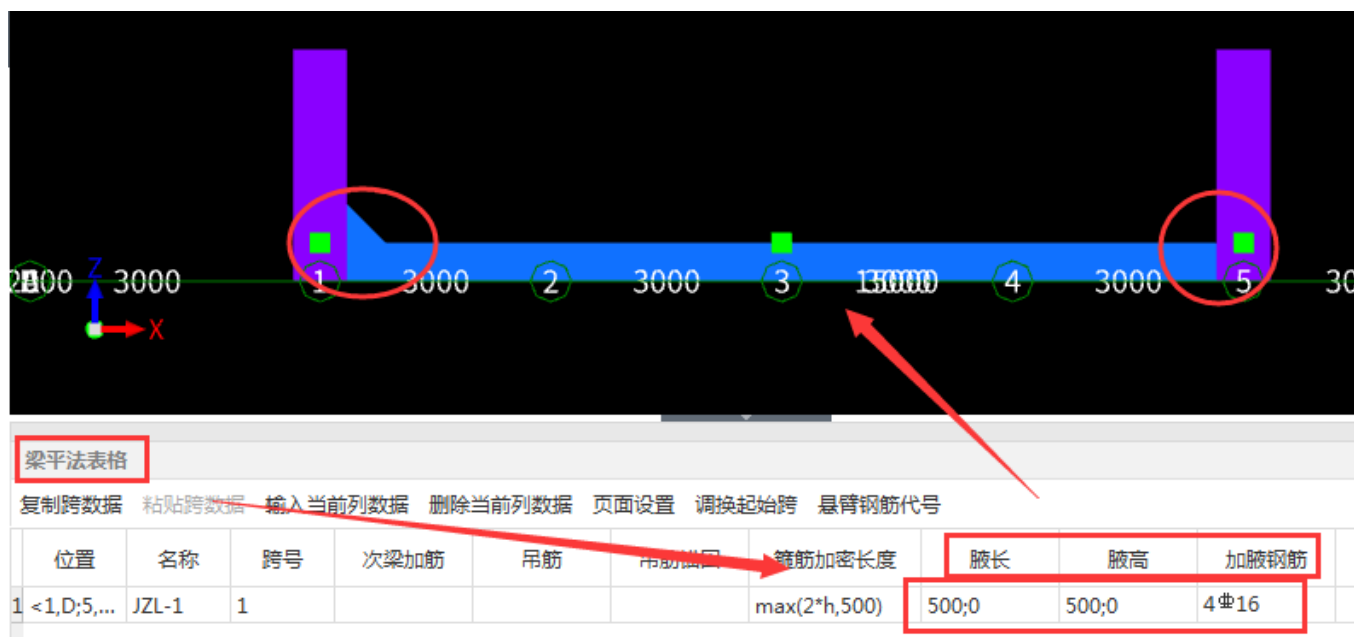 Z
3000 1 3000 2 3000 3 4 3000 5
X
梁平法表格
复制跨数据 粘贴跨数据 输入当前列数据 删除当前列数据 页面设置 调换起始跨 悬臂钢筋代号
位置 名称 跨号 次梁加筋 吊筋 吊筋锚固 箍筋加密长度 腋长 腋高 加腋钢筋
1 <1,D;5,... JZL-1 1 max(2*h,500) 500;0 500;0 4⏀16